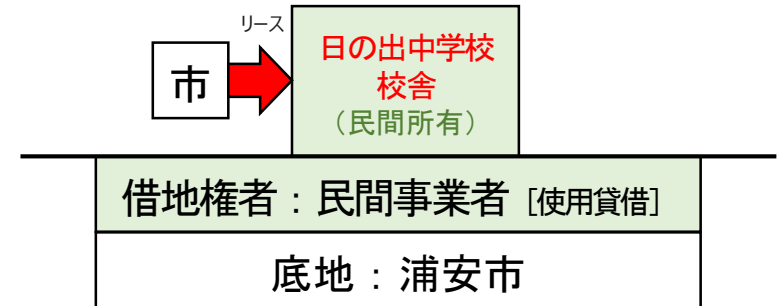 リース
市
日の出中学校
校舎
（民間所有）
借地権者：民間事業者［使用貸借］
底地：浦安市